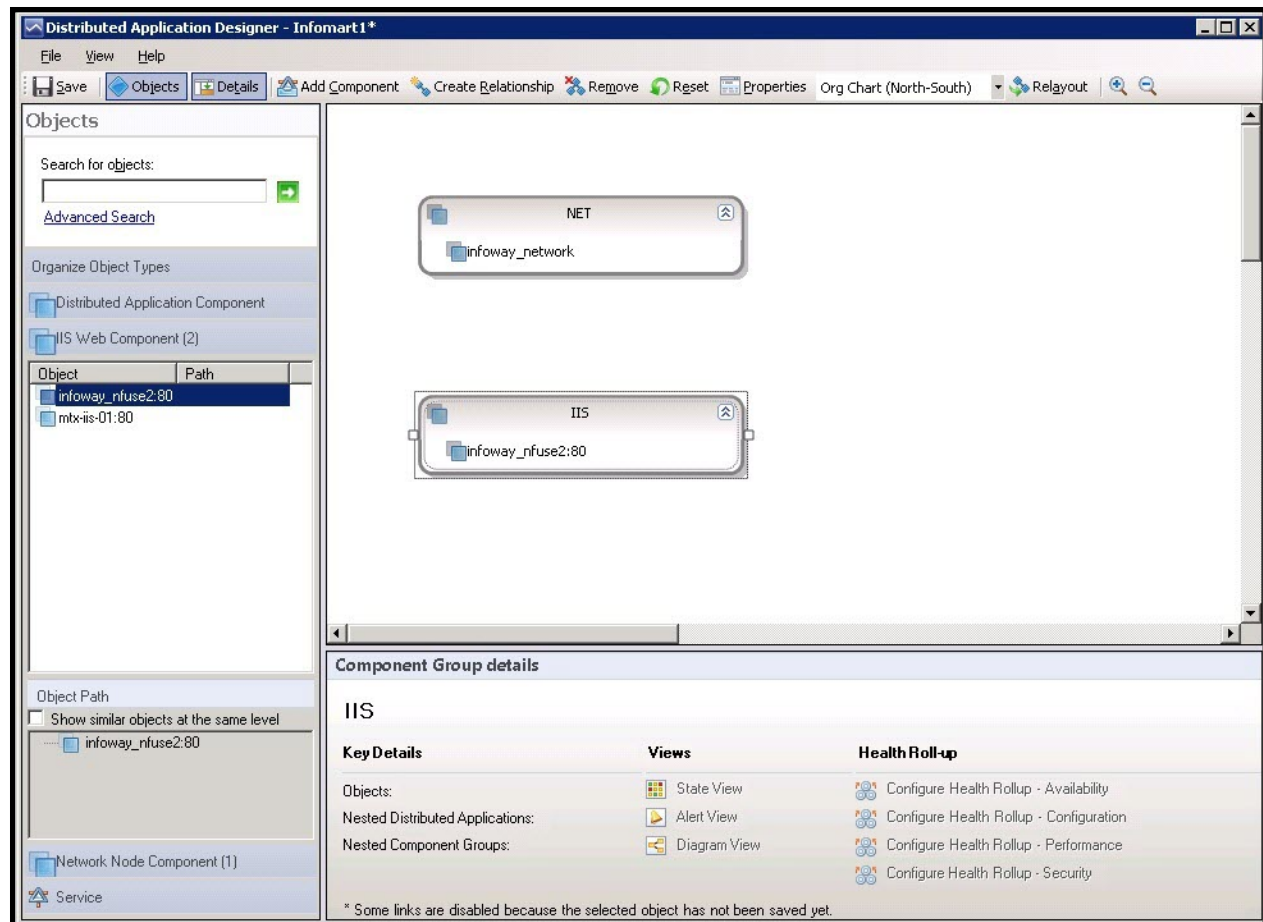 Distributed Application Designer - Infomart1*
File View Help
Save Objects Details Add Component Create Relationship Remove Reset Properties Org Chart (North-South) Relayout
Objects
Search for objects:
Advanced Search
Organize Object Types
Distributed Application Component
IIS Web Component (2)
Object Path
infoway_nfuse2:80
mtx-iis-01:80
Object Path
Show similar objects at the same level
infoway_nfuse2:80
Network Node Component (1)
Service
NET
infoway_network
IIS
infoway_nfuse2:80
Component Group details
IIS
Key Details Views Health Roll-up
Objects: State View Configure Health Rollup - Availability
Nested Distributed Applications: Alert View Configure Health Rollup - Configuration
Nested Component Groups: Diagram View Configure Health Rollup - Performance
Configure Health Rollup - Security
* Some links are disabled because the selected object has not been saved yet.